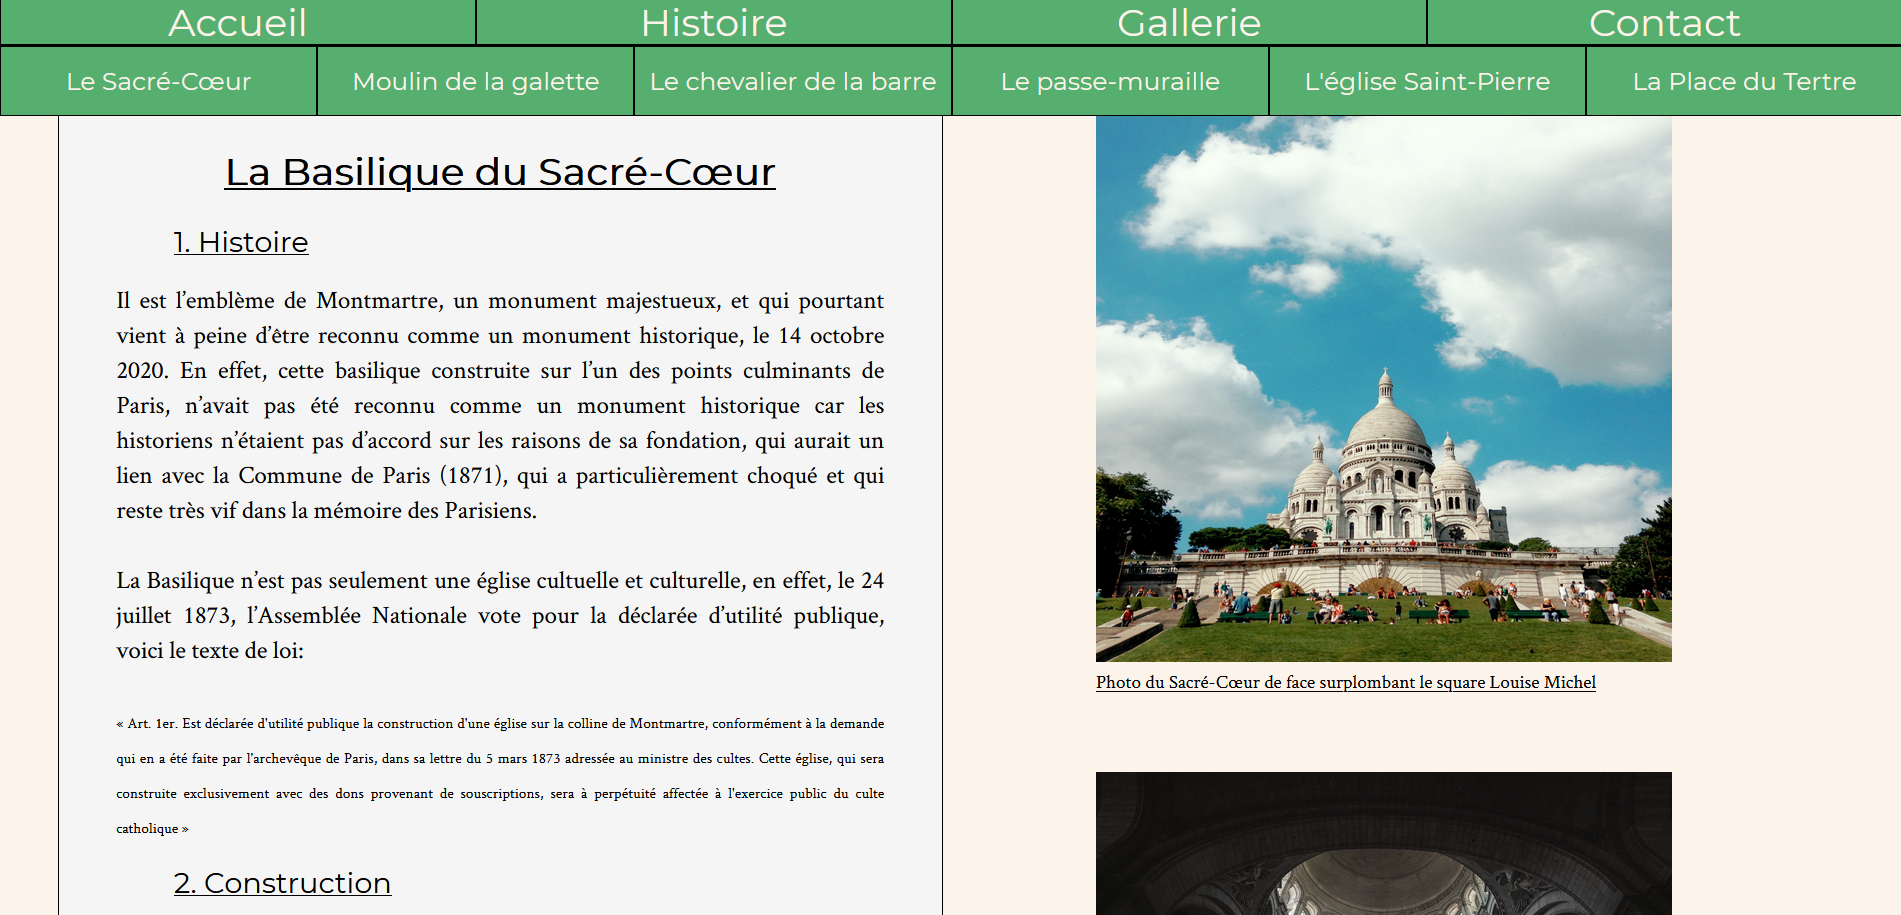 Accueil
Histoire
Gallerie
Contact
Le Sacré-Cœur
Moulin de la galette
Le chevalier de la barre
Le passe-muraille
L'église Saint-Pierre
La Place du Tertre
La Basilique du Sacré-Cœur
1. Histoire
Il est l’emblème de Montmartre, un monument majestueux, et qui pourtant
vient à peine d’être reconnu comme un monument historique, le 14 octobre
2020. En effet, cette basilique construite sur l’un des points culminants de
Paris, n’avait pas été reconnu comme un monument historique car les
historiens n’étaient pas d’accord sur les raisons de sa fondation, qui aurait un
lien avec la Commune de Paris (1871), qui a particulièrement choqué et qui
reste très vif dans la mémoire des Parisiens.
La Basilique n’est pas seulement une église cultuelle et culturelle, en effet, le 24
juillet 1873, l’Assemblée Nationale vote pour la déclarée d’utilité publique,
voici le texte de loi:
« Art. 1er. Est déclarée d'utilité publique la construction d'une église sur la colline de Montmartre, conformément à la demande
qui en a été faite par l'archevêque de Paris, dans sa lettre du 5 mars 1873 adressée au ministre des cultes. Cette église, qui sera
construite exclusivement avec des dons provenant de souscriptions, sera à perpétuité affectée à l'exercice public du culte
catholique »
2. Construction
Photo du Sacré-Cœur de face surplombant le square Louise Michel